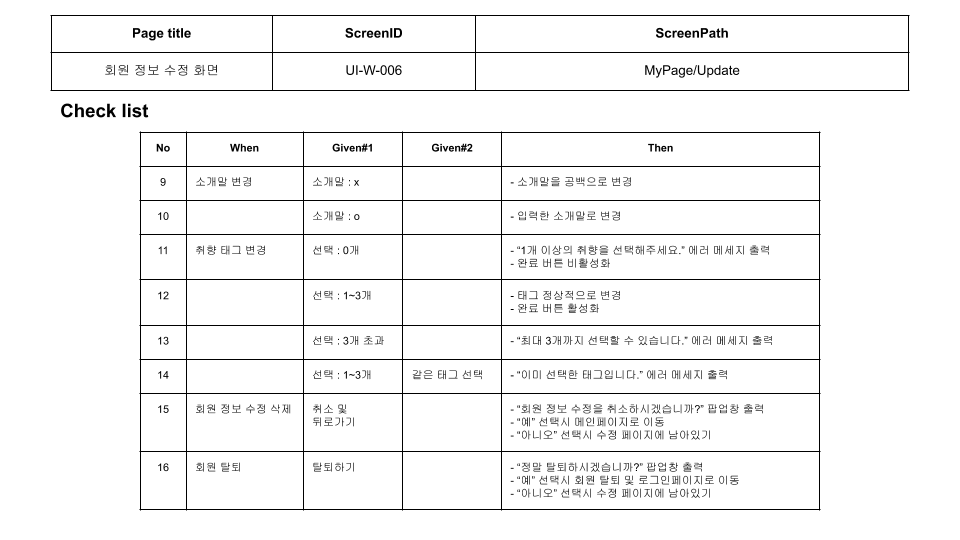 Page title ScreenID ScreenPath
회원 정보 수정 화면 UI-W-006 MyPage/Update
Check list
No When Given#1 Given#2 Then
9 소개말 변경 소개말 : x - 소개말을 공백으로 변경
10 소개말 : o - 입력한 소개말로 변경
11 취향 태그 변경 선택 : 0개 - “1개 이상의 취향을 선택해주세요.” 에러 메세지 출력
- 완료 버튼 비활성화
12 선택 : 1~3개 - 태그 정상적으로 변경
- 완료 버튼 활성화
13 선택 : 3개 초과 - “최대 3개까지 선택할 수 있습니다.” 에러 메세지 출력
14 선택 : 1~3개 같은 태그 선택 - “이미 선택한 태그입니다.” 에러 메세지 출력
15 회원 정보 수정 삭제 취소 및 - “회원 정보 수정을 취소하시겠습니까?” 팝업창 출력
뒤로가기 - “예” 선택시 메인페이지로 이동
- “아니오” 선택시 수정 페이지에 남아있기
16 회원 탈퇴 탈퇴하기 - “정말 탈퇴하시겠습니까?” 팝업창 출력
- “예” 선택시 회원 탈퇴 및 로그인페이지로 이동
- “아니오” 선택시 수정 페이지에 남아있기